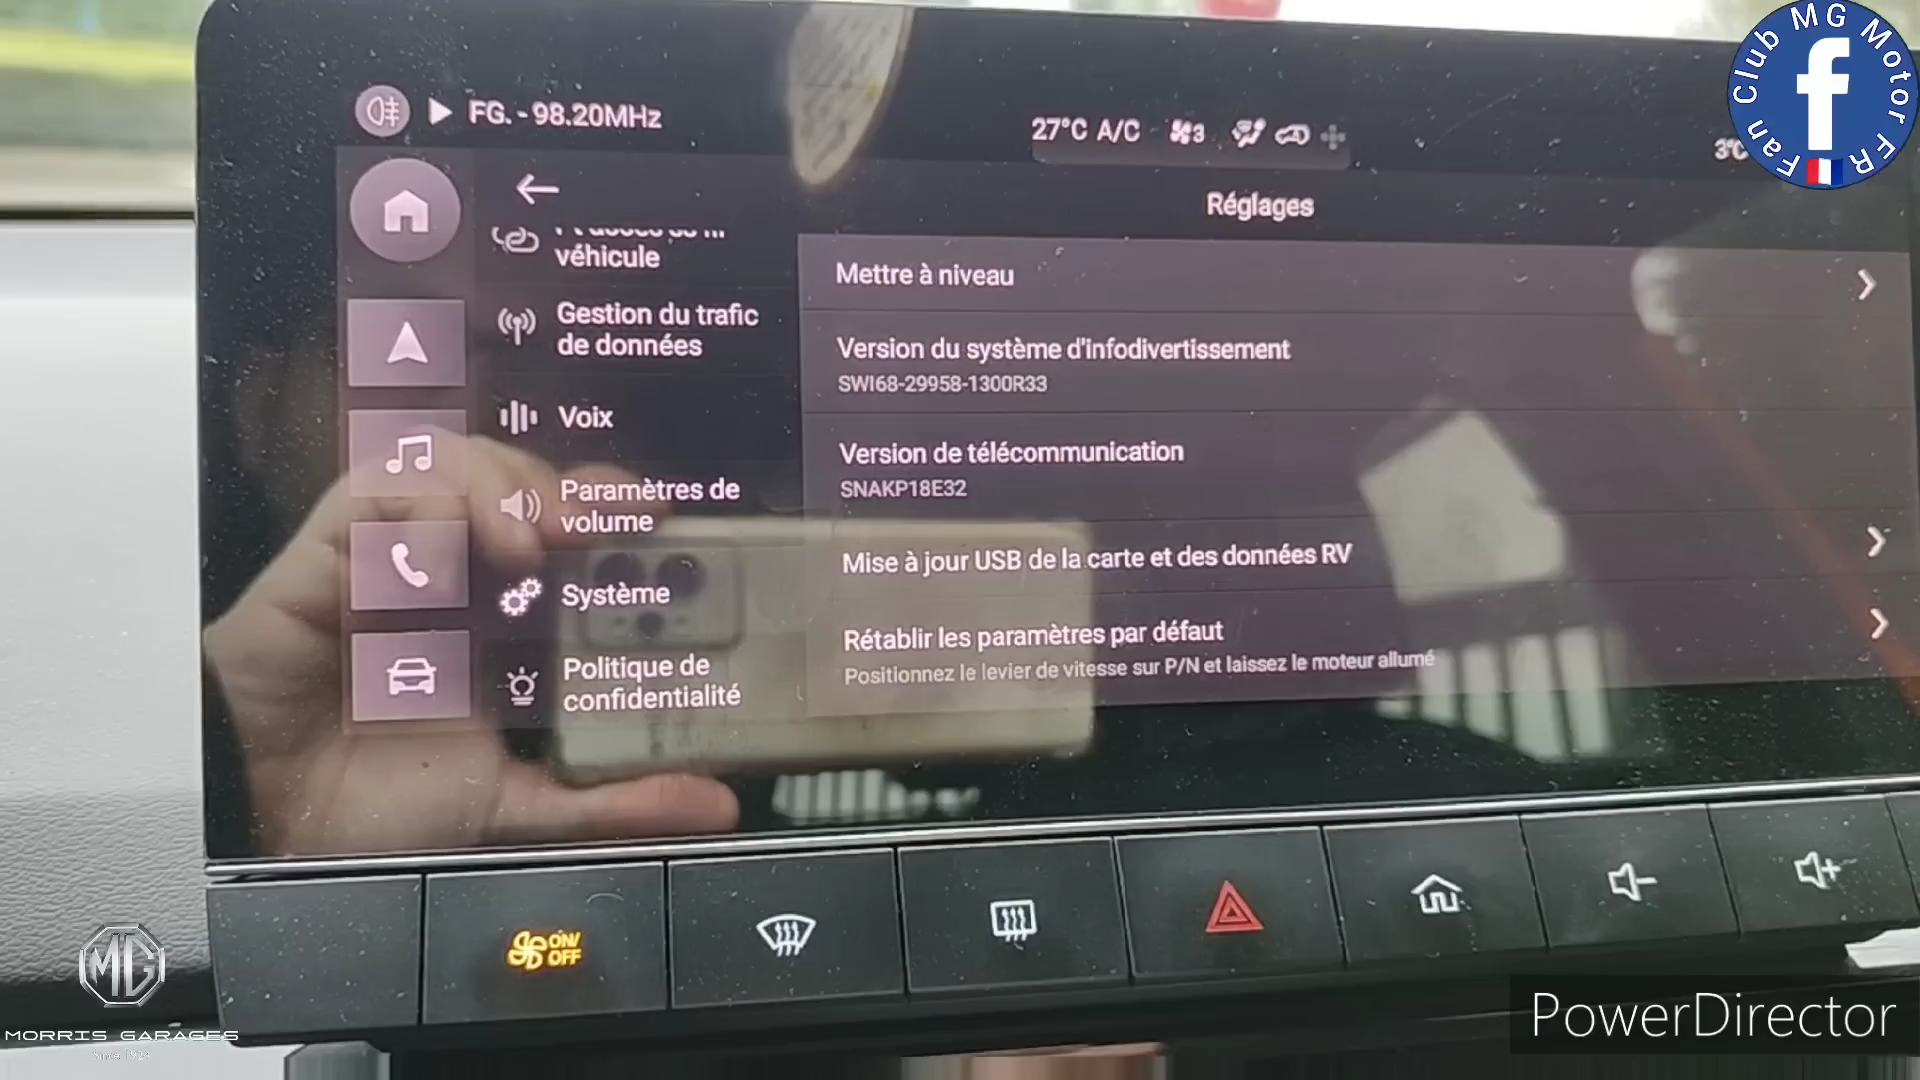 FG. - 98.20MHz
27°C A/C
3
3°C
Réglages
véhicule
Gestion du trafic
de données
Voix
Paramètres de
volume
Système
Politique de
confidentialité
Mettre à niveau
Version du système d'infodivertissement
SWI68-29958-1300R33
Version de télécommunication
SNAKP18E32
Mise à jour USB de la carte et des données RV
Rétablir les paramètres par défaut
Positionnez le levier de vitesse sur P/N et laissez le moteur allumé
ON/
OFF
Fan Club MG Motor FR
f
MG
MORRIS GARAGES
Since 1924
PowerDirector